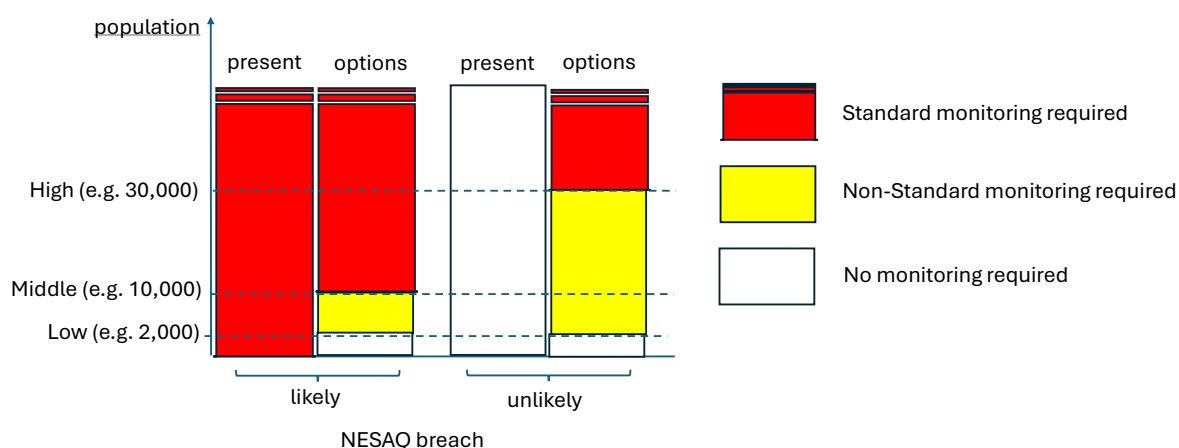 population
present
options
present
options
Standard monitoring required
High (e.g. 30,000)
Non-Standard monitoring required
No monitoring required
Middle (e.g. 10,000)
Low (e.g. 2,000)
likely
unlikely
NESAQ breach